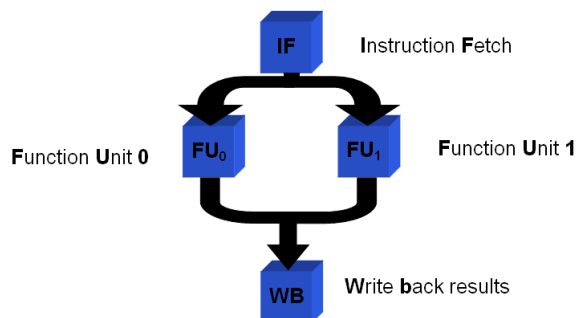 IF
Instruction Fetch
Function Unit 0
FU₀
FU₁
Function Unit 1
WB
Write back results